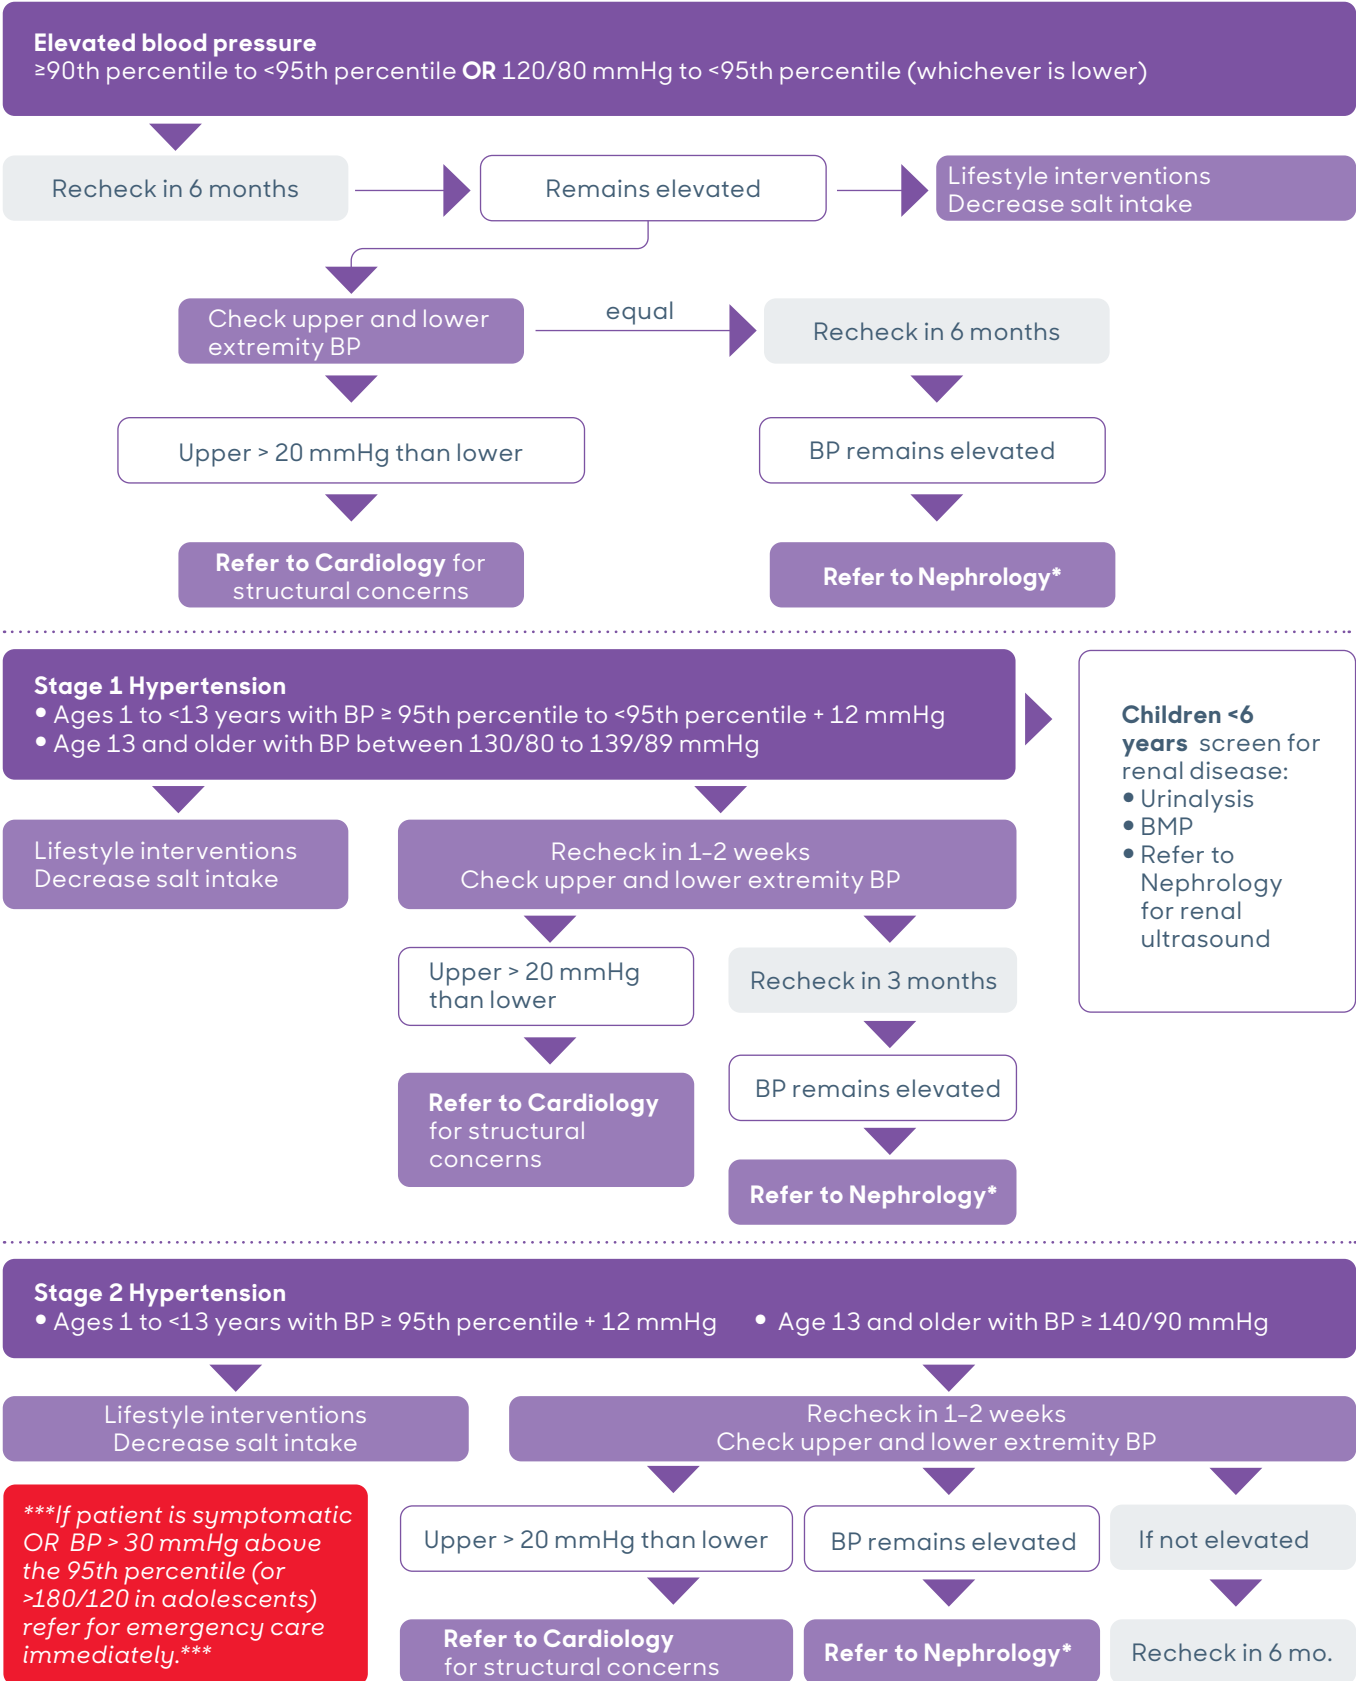 Elevated blood pressure
≥90th percentile to <95th percentile OR 120/80 mmHg to <95th percentile (whichever is lower)
Recheck in 6 months
Remains elevated
Lifestyle interventions
Decrease salt intake
Check upper and lower
extremity BP
equal
Recheck in 6 months
Upper > 20 mmHg than lower
BP remains elevated
Refer to Cardiology for
structural concerns
Refer to Nephrology*
Stage 1 Hypertension
• Ages 1 to <13 years with BP ≥ 95th percentile to <95th percentile + 12 mmHg
• Age 13 and older with BP between 130/80 to 139/89 mmHg
Children <6
years screen for
renal disease:
• Urinalysis
• BMP
• Refer to
Nephrology
for renal
ultrasound
Lifestyle interventions
Decrease salt intake
Recheck in 1-2 weeks
Check upper and lower extremity BP
Upper > 20 mmHg
than lower
Recheck in 3 months
BP remains elevated
Refer to Cardiology
for structural
concerns
Refer to Nephrology*
Stage 2 Hypertension
• Ages 1 to <13 years with BP ≥ 95th percentile + 12 mmHg • Age 13 and older with BP ≥ 140/90 mmHg
Lifestyle interventions
Decrease salt intake
Recheck in 1-2 weeks
Check upper and lower extremity BP
***If patient is symptomatic
OR BP > 30 mmHg above
the 95th percentile (or
>180/120 in adolescents)
refer for emergency care
immediately.***
Upper > 20 mmHg than lower
BP remains elevated
If not elevated
Refer to Cardiology
for structural concerns
Refer to Nephrology*
Recheck in 6 mo.